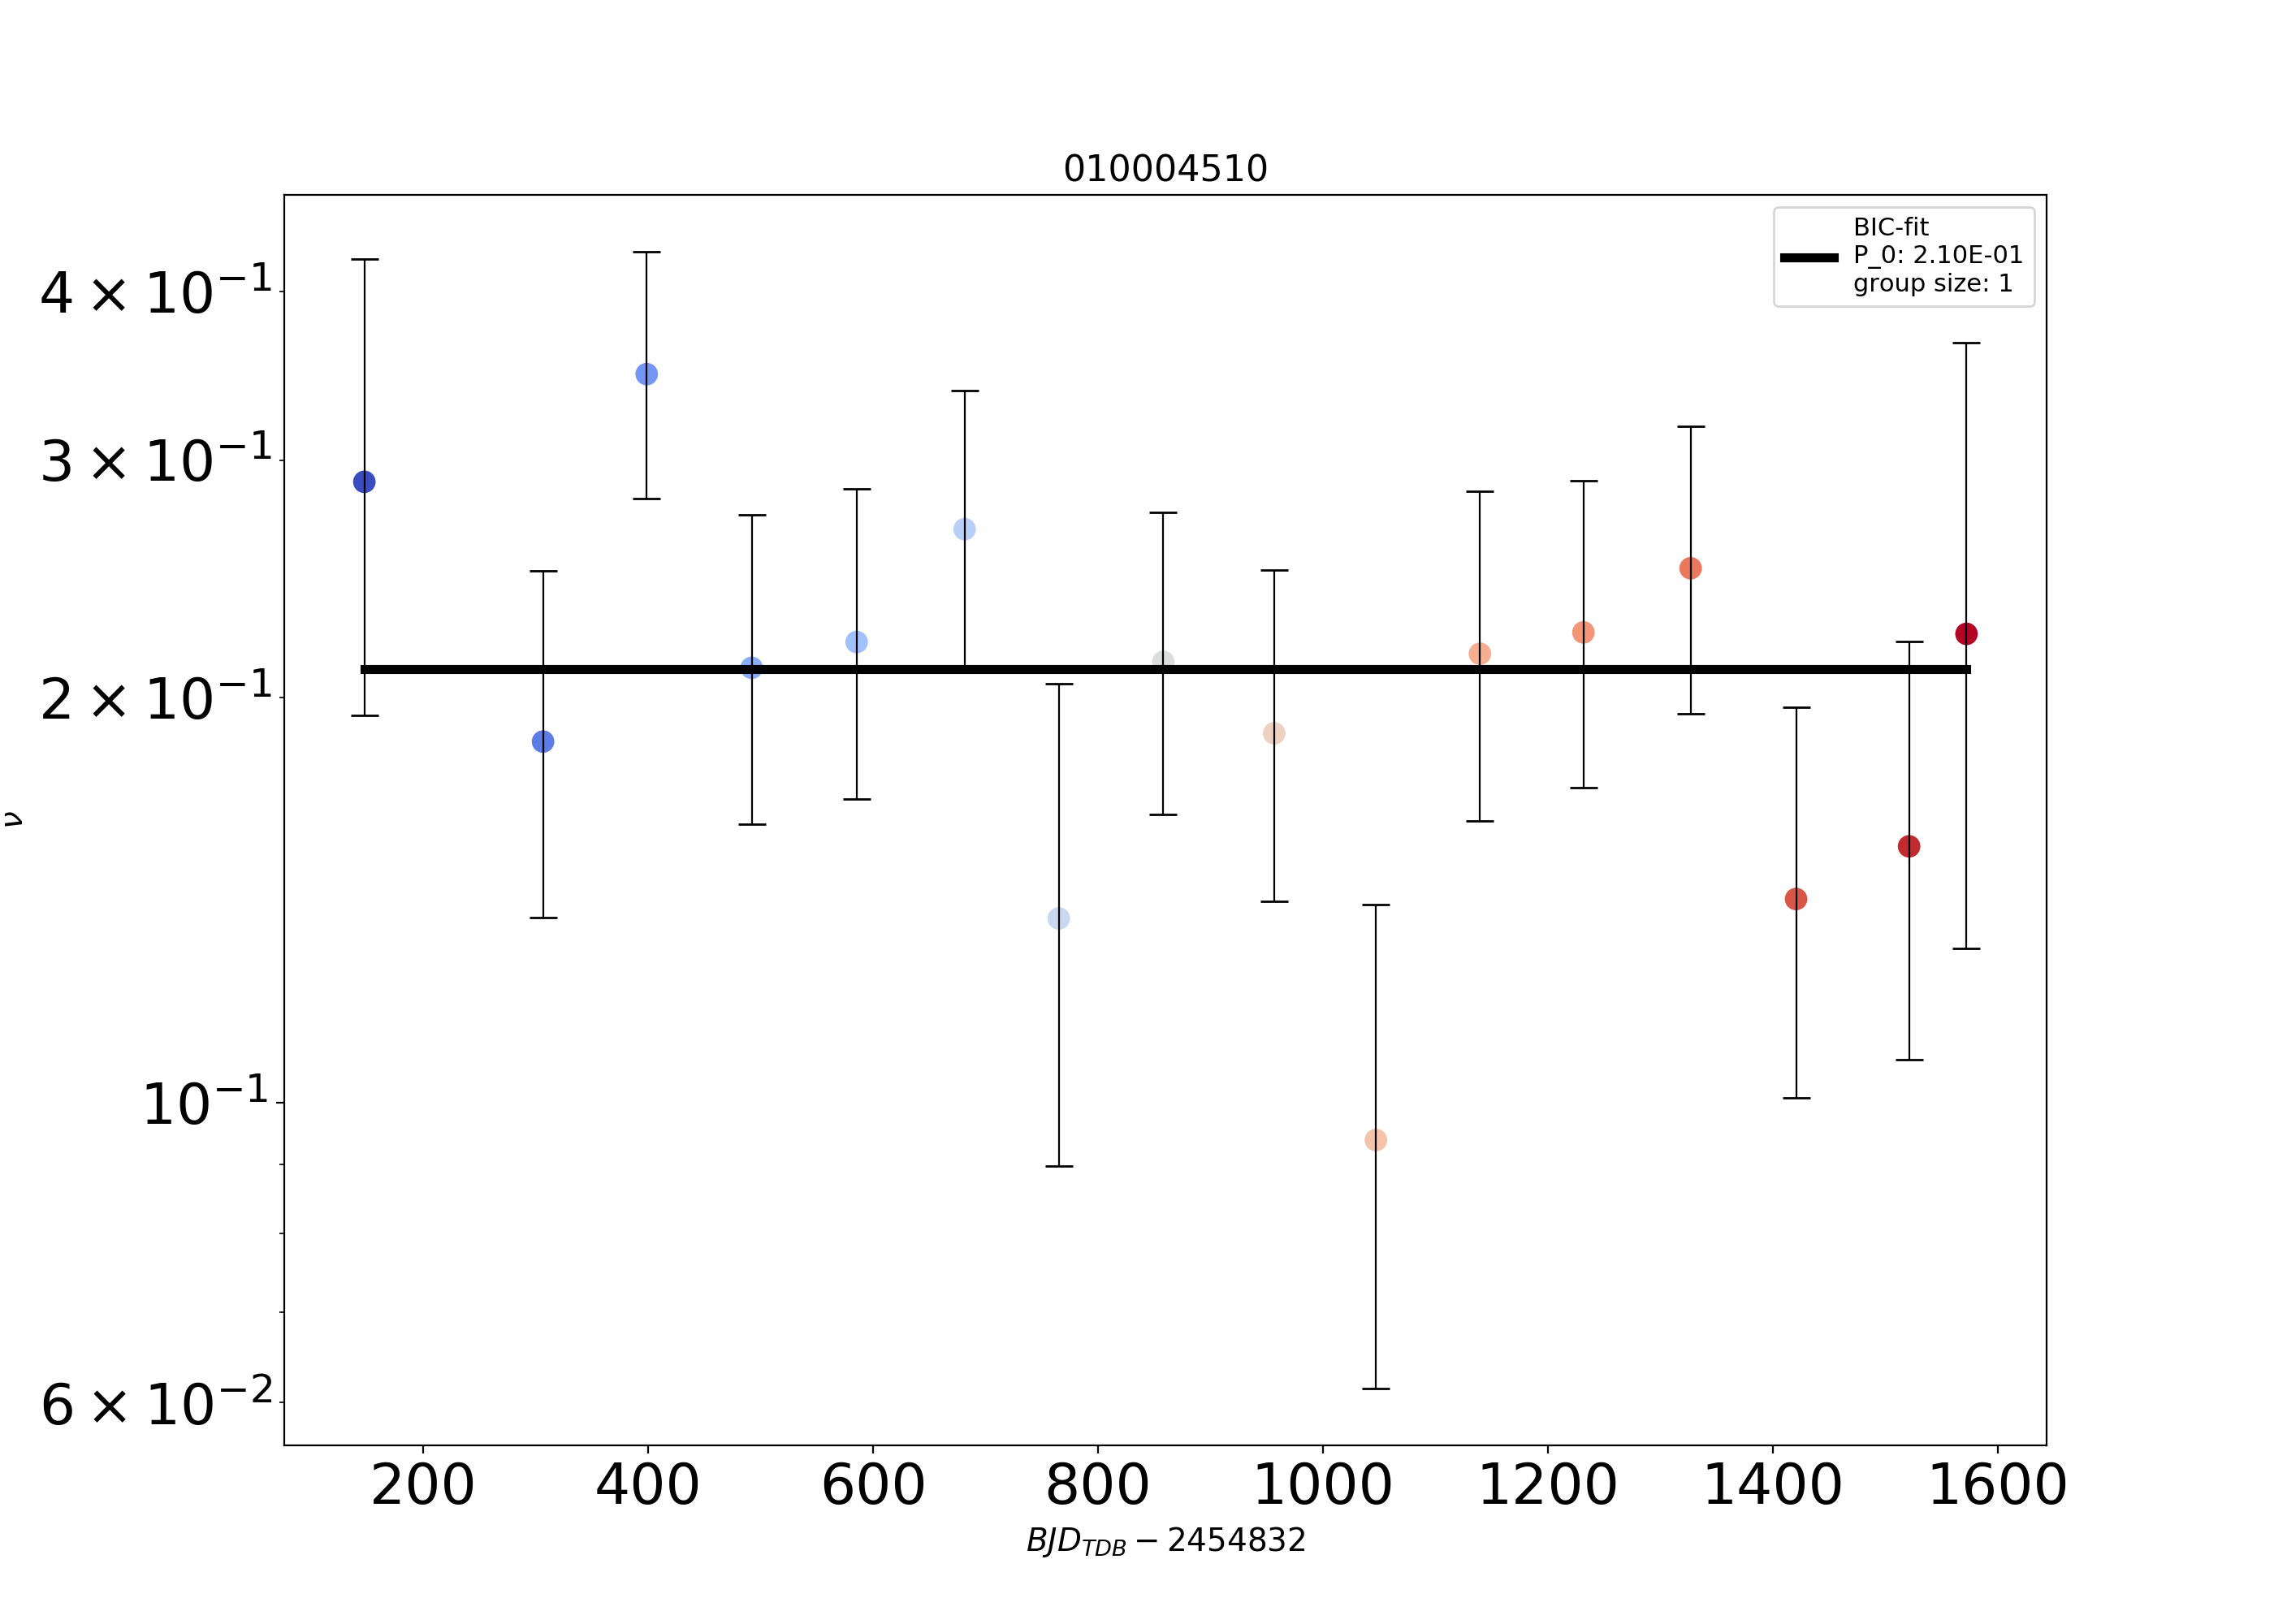 010004510
BIC-fit
P_0: 2.10E-01
group size: 1
4 × 10⁻¹
3 × 10⁻¹
2 × 10⁻¹
10⁻¹
6 × 10⁻²
ν
200 400 600 800 1000 1200 1400 1600
BJD_TDB − 2454832